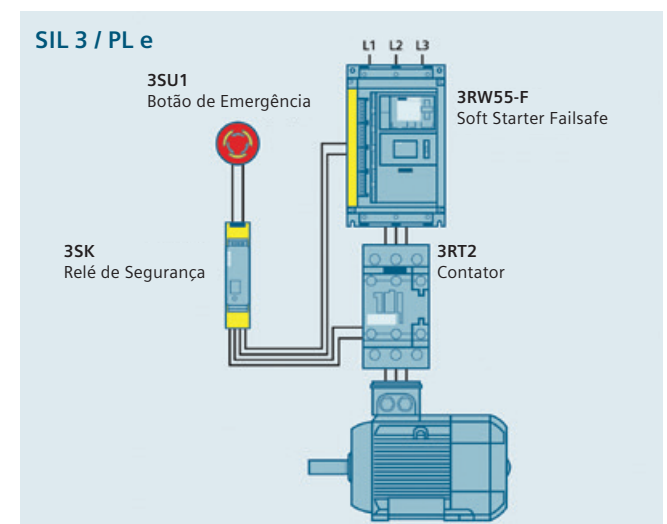 SIL 3 / PL e
L1 L2 L3
3SU1
Botão de Emergência
3RW55-F
Soft Starter Failsafe
3SK
Relé de Segurança
3RT2
Contator